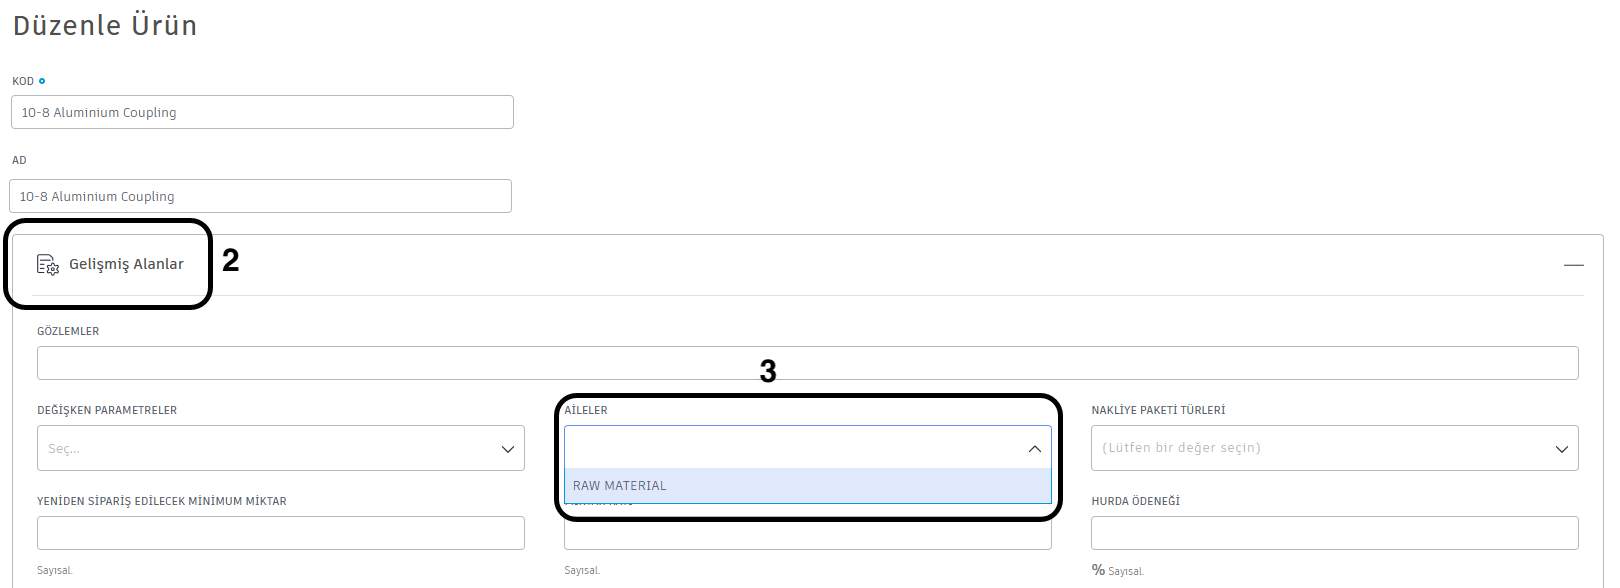 Düzenle Ürün
KOD
10-8 Aluminium Coupling
AD
10-8 Aluminium Coupling
Gelişmiş Alanlar
2
GÖZLEMLER
3
DEĞİŞKEN PARAMETRELER
AİLELER
NAKLİYE PAKETİ TÜRLERİ
Seç...
(Lütfen bir değer seçin)
RAW MATERIAL
YENİDEN SİPARİŞ EDİLECEK MİNİMUM MİKTAR
HURDA ÖDENEĞİ
Sayısal.
Sayısal.
% Sayısal.